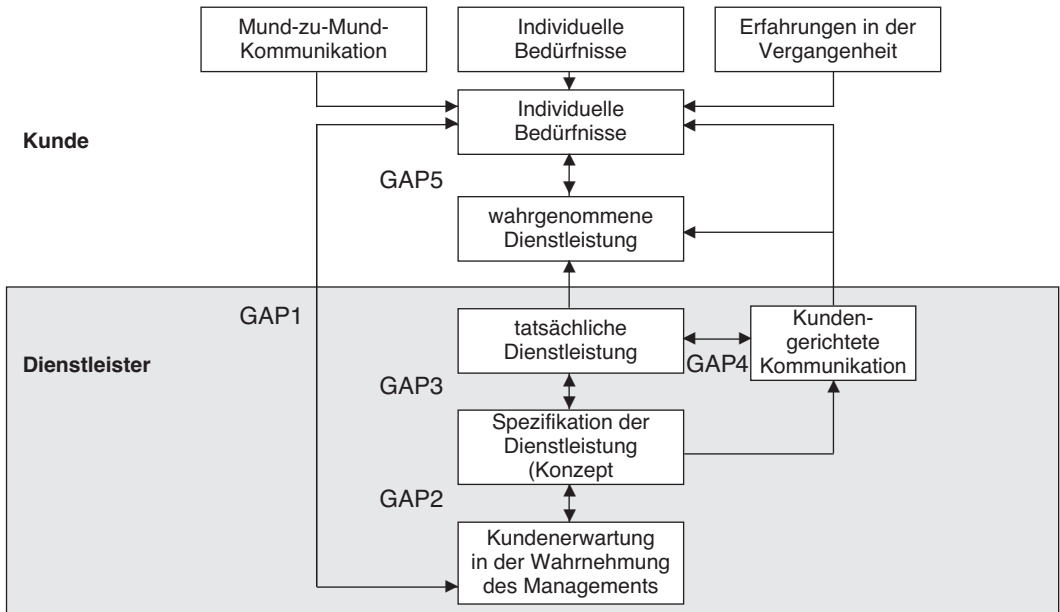 Mund-zu-Mund-
Kommunikation
Individuelle
Bedürfnisse
Erfahrungen in der
Vergangenheit
Individuelle
Bedürfnisse
Kunde
GAP5
wahrgenommene
Dienstleistung
GAP1
tatsächliche
Dienstleistung
Kunden-
gerichtete
Kommunikation
GAP4
Dienstleister
GAP3
Spezifikation der
Dienstleistung
(Konzept
GAP2
Kundenerwartung
in der Wahrnehmung
des Managements